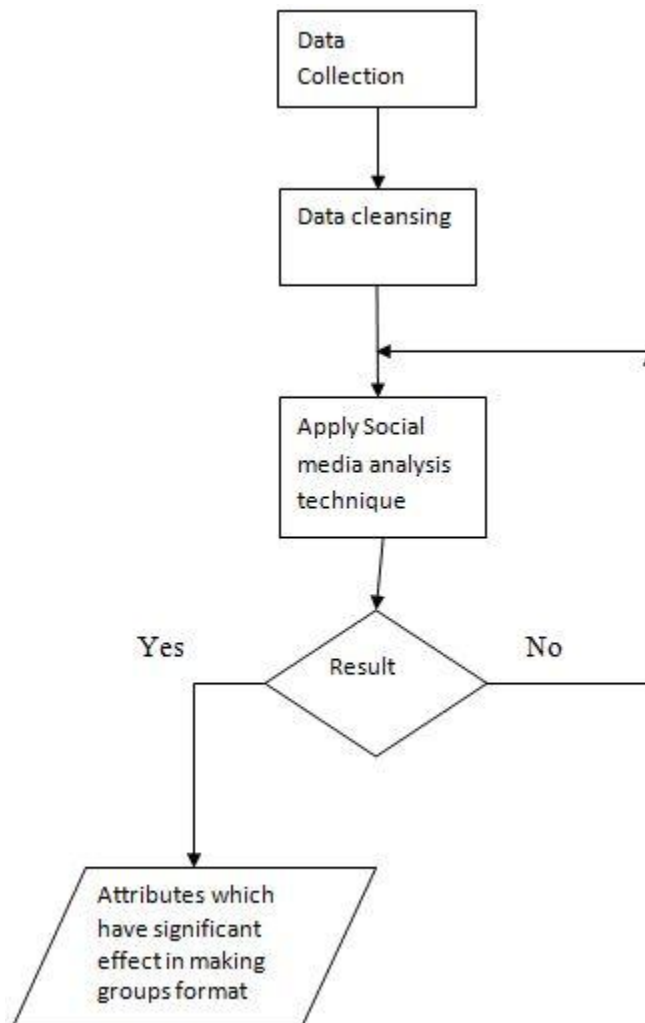 Data
Collection
Data cleansing
Apply Social
media analysis
technique
Yes
Result
No
Attributes which
have significant
effect in making
groups format